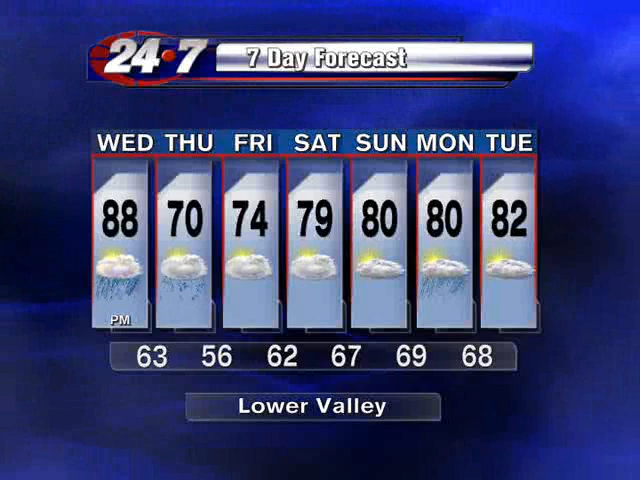 24•7
7 Day Forecast
WED THU FRI SAT SUN MON TUE
88 70 74 79 80 80 82
PM
63 56 62 67 69 68
Lower Valley